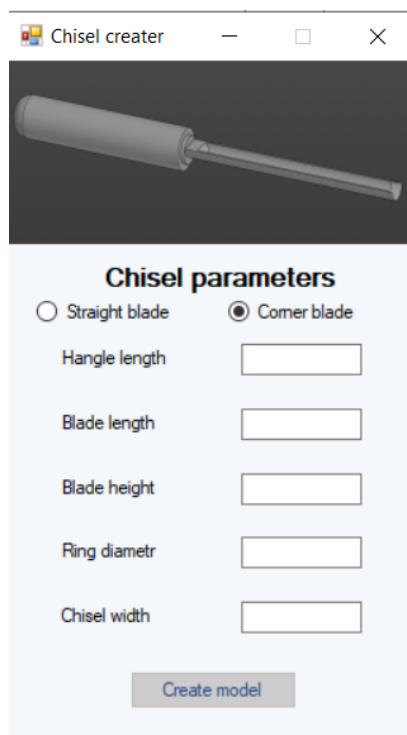 Chisel creater
Chisel parameters
Straight blade Corner blade
Hangle length
Blade length
Blade height
Ring diametr
Chisel width
Create model